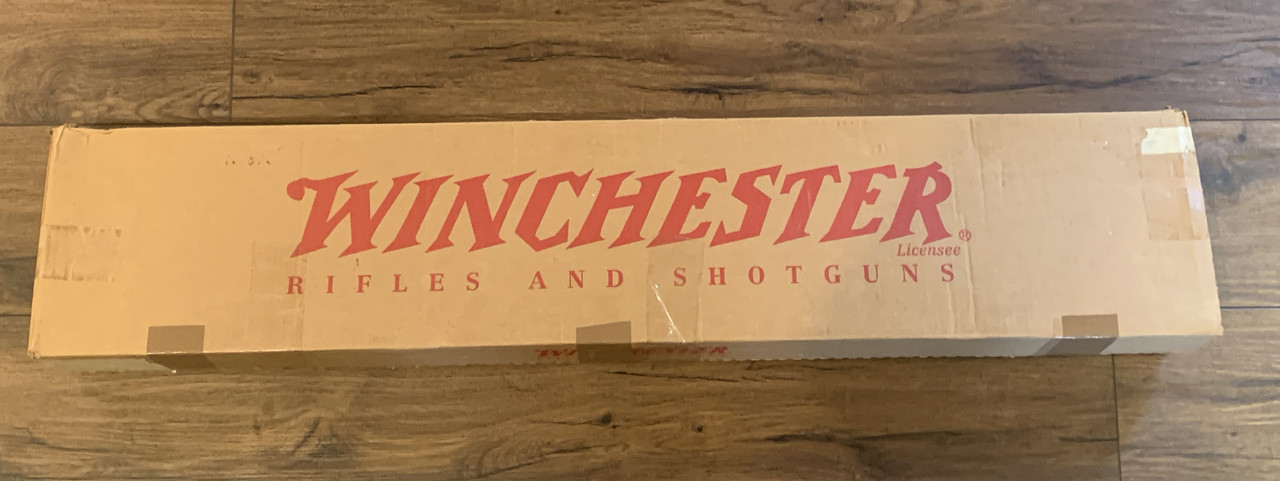 WINCHESTER®
Licensee
RIFLES AND SHOTGUNS